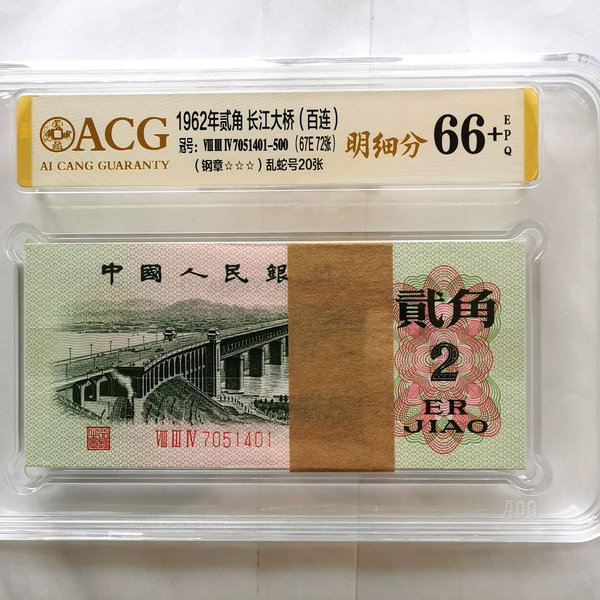 ACG
AI CANG GUARANTY
1962年贰角 长江大桥（百连）
冠号：Ⅷ Ⅲ Ⅳ 7051401-500（67E 72张）
（钢章☆☆☆）乱蛇号20张
明细分 66+
EPQ
中國人民銀
貳角
2
ER
JIAO
Ⅷ Ⅲ Ⅳ 7051401
ACG